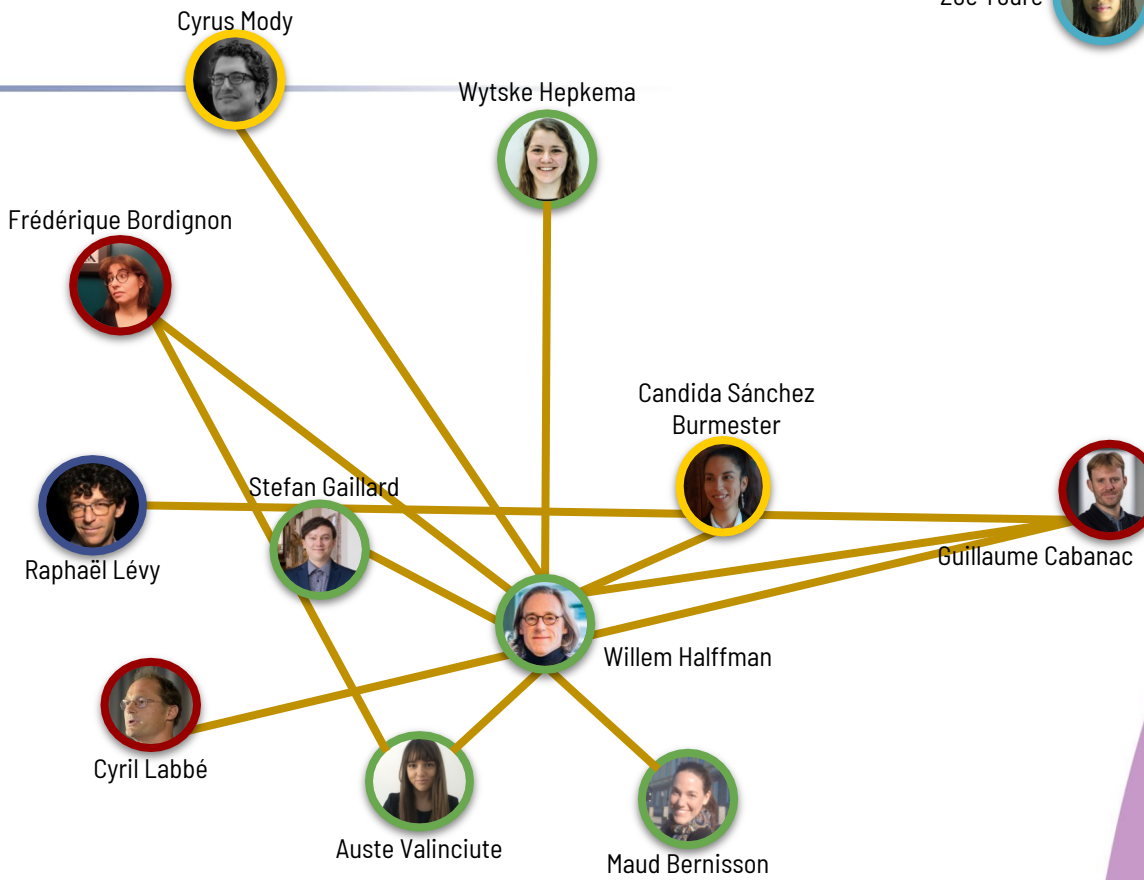 Cyrus Mody
Wytske Hepkema
Frédérique Bordignon
Candida Sánchez
Burmester
Stefan Gaillard
Raphaël Lévy
Guillaume Cabanac
Willem Halffman
Cyril Labbé
Auste Valinciute
Maud Bernisson